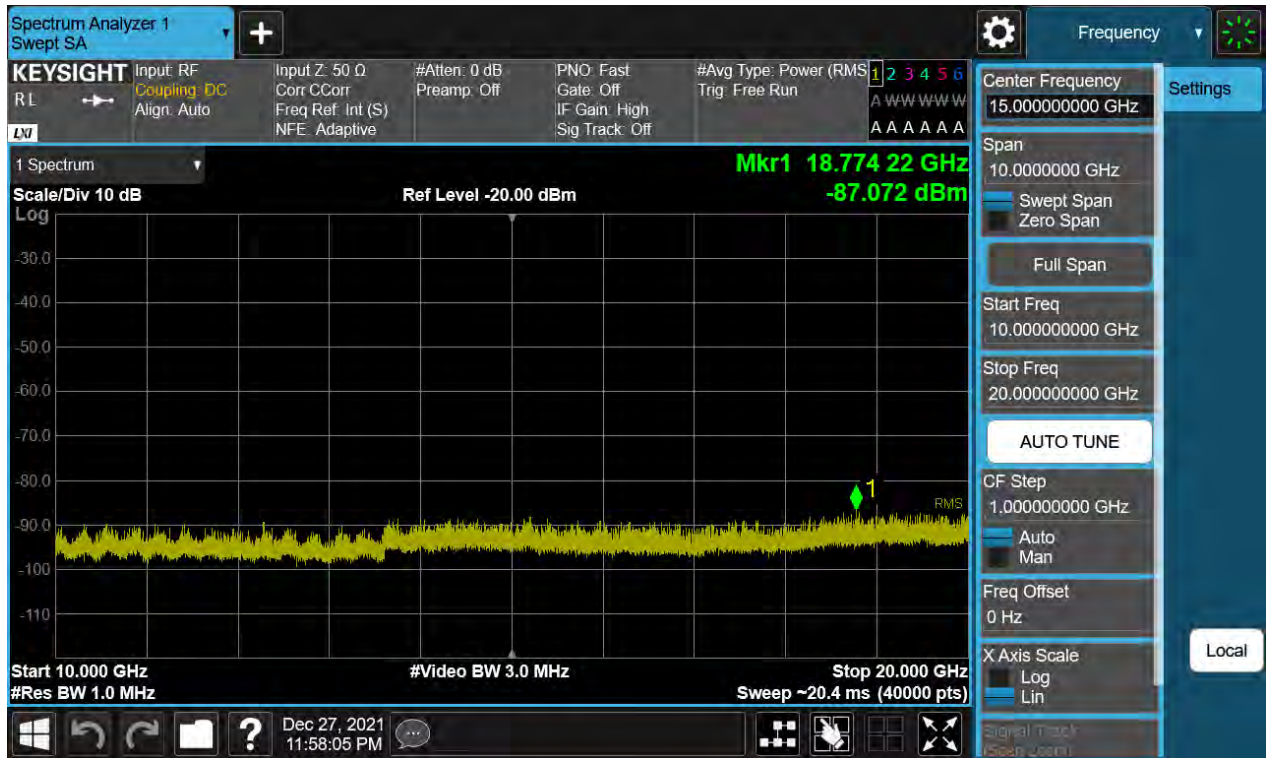 Spectrum Analyzer 1
Swept SA
Frequency
KEYSIGHT
RL
LXI
Input: RF
Coupling: DC
Align: Auto
Input Z: 50 Ω
Corr CCorr
Freq Ref: Int (S)
NFE: Adaptive
#Atten: 0 dB
Preamp: Off
PNO: Fast
Gate: Off
IF Gain: High
Sig Track: Off
#Avg Type: Power (RMS
Trig: Free Run
1 2 3 4 5 6
A W W W W W
A A A A A A
1 Spectrum
Mkr1 18.774 22 GHz
Scale/Div 10 dB
Ref Level -20.00 dBm
-87.072 dBm
Log
-30.0
-40.0
-50.0
-60.0
-70.0
-80.0
1
RMS
-90.0
-100
-110
Start 10.000 GHz
#Video BW 3.0 MHz
Stop 20.000 GHz
#Res BW 1.0 MHz
Sweep ~20.4 ms (40000 pts)
Dec 27, 2021
11:58:05 PM
Center Frequency
15.000000000 GHz
Settings
Span
10.0000000 GHz
Swept Span
Zero Span
Full Span
Start Freq
10.000000000 GHz
Stop Freq
20.000000000 GHz
AUTO TUNE
CF Step
1.000000000 GHz
Auto
Man
Freq Offset
0 Hz
X Axis Scale
Log
Lin
Local
Signal Track
(Span Zoom)